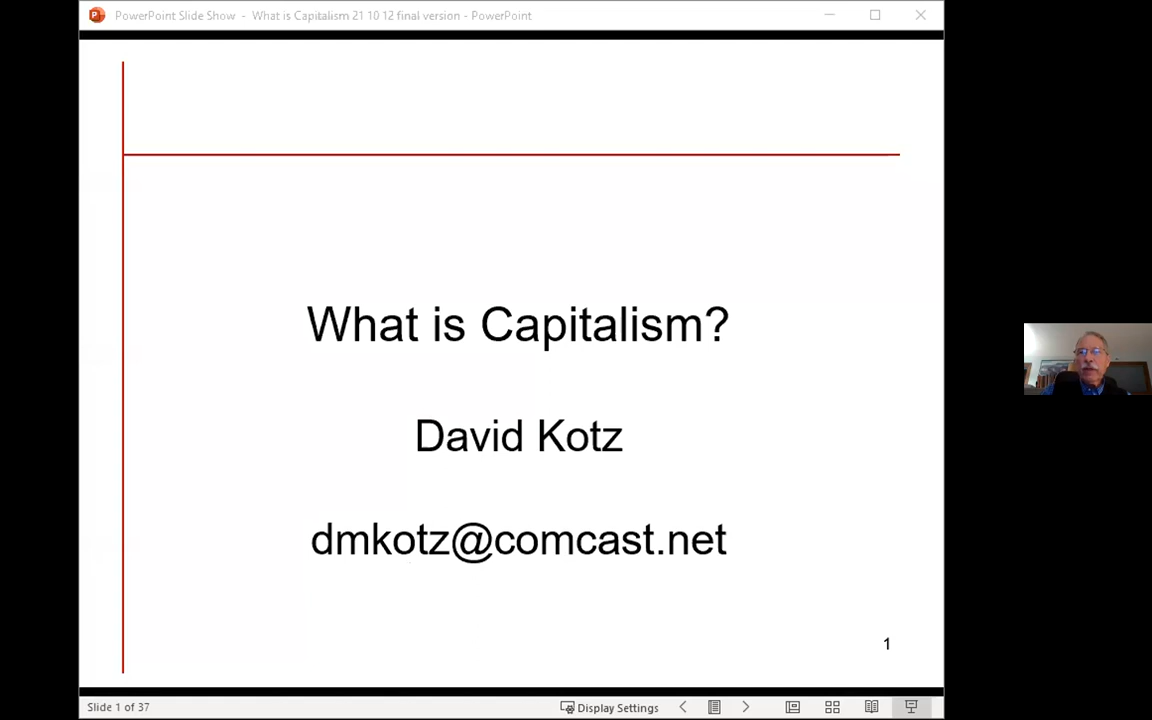 PowerPoint Slide Show - What is Capitalism 21 10 12 final version - PowerPoint
What is Capitalism?
David Kotz
dmkotz@comcast.net
1
Slide 1 of 37
Display Settings